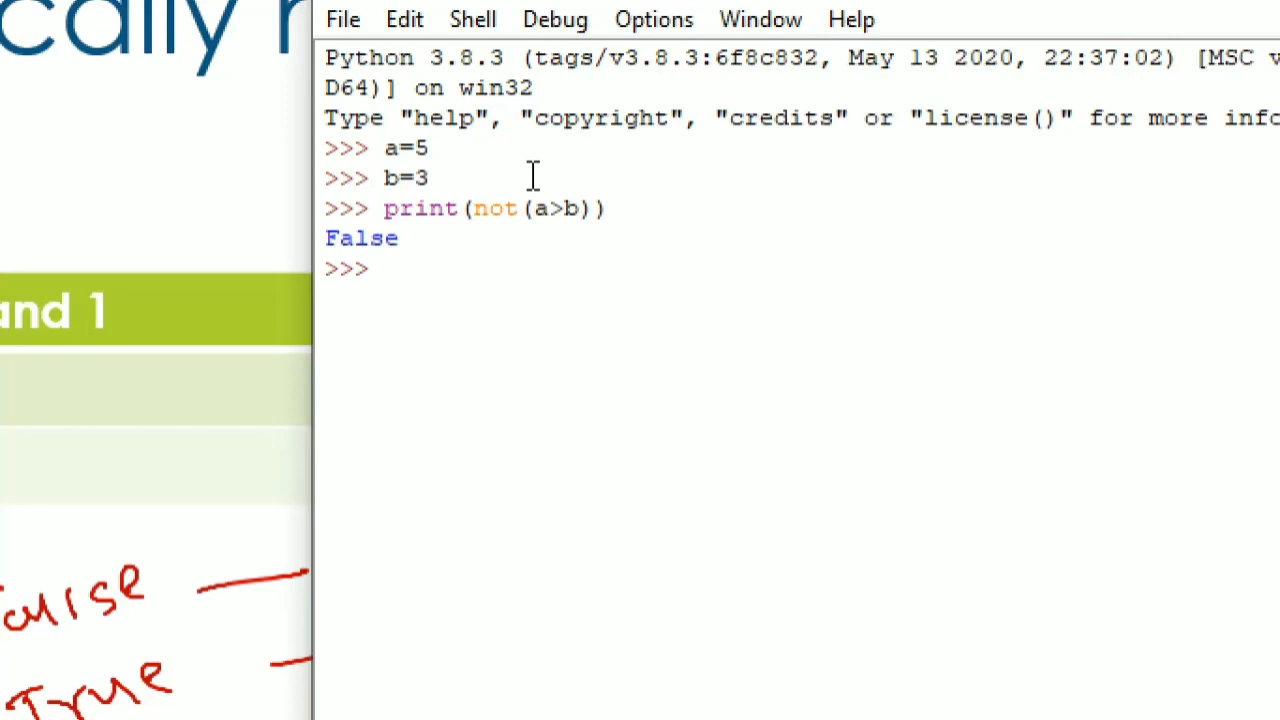 cally
File Edit Shell Debug Options Window Help
Python 3.8.3 (tags/v3.8.3:6f8c832, May 13 2020, 22:37:02) [MSC v
D64)] on win32
Type "help", "copyright", "credits" or "license()" for more info
>>> a=5
>>> b=3
>>> print(not(a>b))
False
>>>
and 1
True